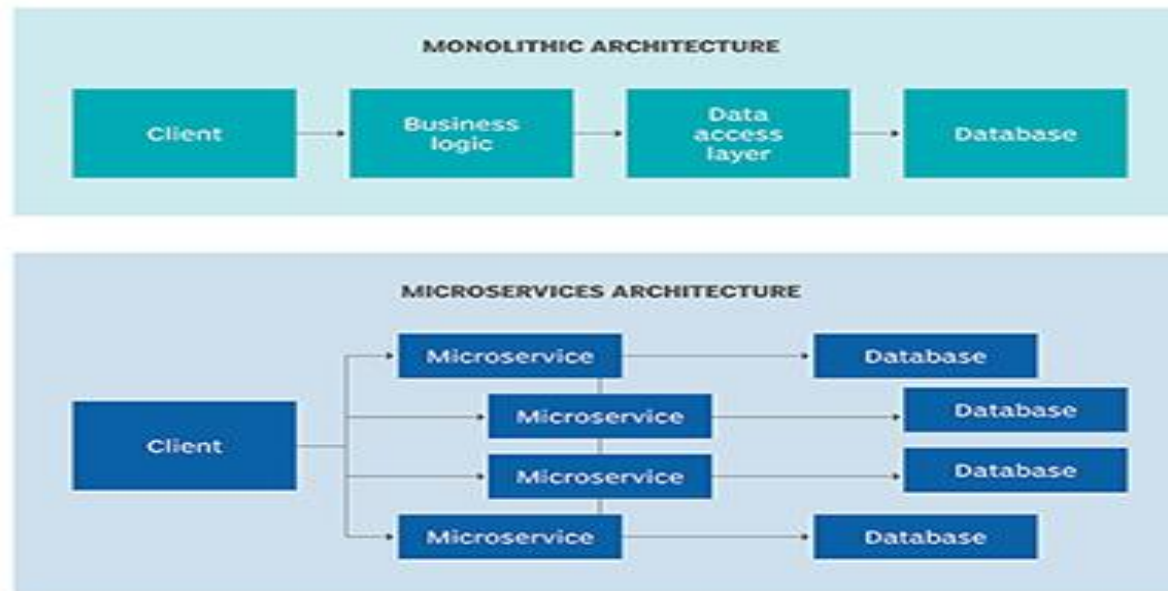 MONOLITHIC ARCHITECTURE
Client
Business
logic
Data
access
layer
Database
MICROSERVICES ARCHITECTURE
Client
Microservice
Database
Microservice
Database
Microservice
Database
Microservice
Database